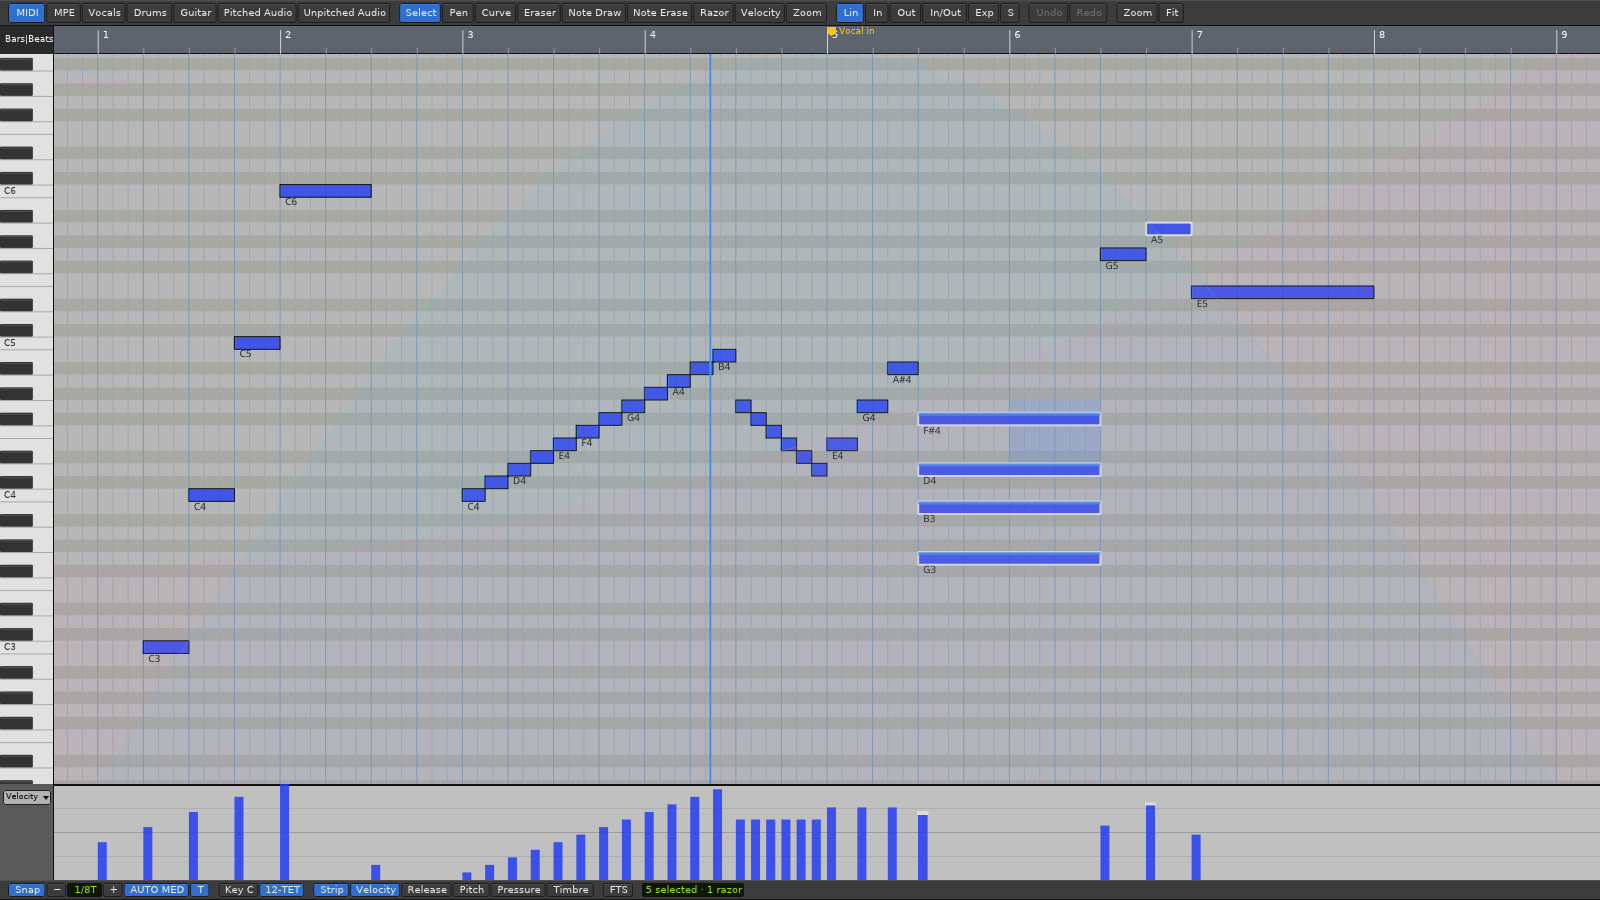 MIDI MPE Vocals Drums Guitar Pitched Audio Unpitched Audio Select Pen Curve Eraser Note Draw Note Erase Razor Velocity Zoom Lin In Out In/Out Exp S Undo Redo Zoom Fit
Bars|Beats 1 2 3 4 5 Vocal in 6 7 8 9
C6
C6
A5
G5
E5
C5
C5
B4
A#4
A4
G4 G4
F#4
F4
E4 E4
D4 D4
C4
C4 C4
B3
G3
C3
C3
Velocity
Snap − 1/8T + AUTO MED T Key C 12-TET Strip Velocity Release Pitch Pressure Timbre FTS 5 selected · 1 razor